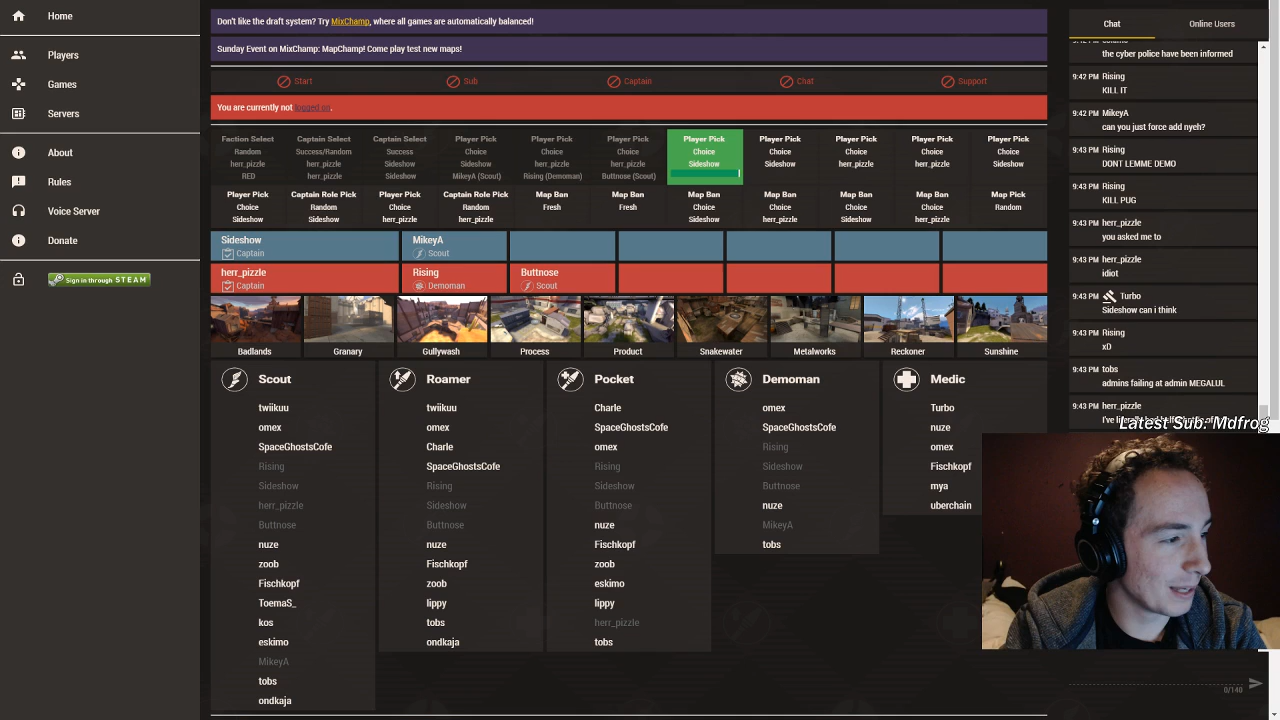 Home
Players
Games
Servers
About
Rules
Voice Server
Donate
Sign in through STEAM
Don't like the draft system? Try MixChamp, where all games are automatically balanced!
Sunday Event on MixChamp: MapChamp! Come play test new maps!
Start Sub Captain Chat Support
You are currently not logged on.
Faction Select Captain Select Captain Select Player Pick Player Pick Player Pick Player Pick Player Pick Player Pick Player Pick Player Pick
Random Success/Random Success Choice Choice Choice Choice Choice Choice Choice Choice
herr_pizzle herr_pizzle Sideshow Sideshow herr_pizzle herr_pizzle Sideshow Sideshow herr_pizzle herr_pizzle Sideshow
RED herr_pizzle Sideshow MikeyA (Scout) Rising (Demoman) Buttnose (Scout)
Player Pick Captain Role Pick Player Pick Captain Role Pick Map Ban Map Ban Map Ban Map Ban Map Ban Map Ban Map Pick
Choice Random Choice Random Fresh Fresh Choice Choice Choice Choice Random
Sideshow Sideshow herr_pizzle herr_pizzle Sideshow herr_pizzle Sideshow herr_pizzle
Sideshow MikeyA
Captain Scout
herr_pizzle Rising Buttnose
Captain Demoman Scout
Badlands Granary Gullywash Process Product Snakewater Metalworks Reckoner Sunshine
Scout
twiikuu
omex
SpaceGhostsCofe
Rising
Sideshow
herr_pizzle
Buttnose
nuze
zoob
Fischkopf
ToemaS_
kos
eskimo
MikeyA
tobs
ondkaja
Roamer
twiikuu
omex
Charle
SpaceGhostsCofe
Rising
Sideshow
Buttnose
nuze
Fischkopf
zoob
lippy
tobs
ondkaja
Pocket
Charle
SpaceGhostsCofe
omex
Rising
Sideshow
Buttnose
nuze
Fischkopf
zoob
eskimo
lippy
herr_pizzle
tobs
Demoman
omex
SpaceGhostsCofe
Rising
Sideshow
Buttnose
nuze
MikeyA
tobs
Medic
Turbo
nuze
omex
Fischkopf
mya
uberchain
Chat Online Users
9:42 PM
the cyber police have been informed
9:42 PM Rising
KILL IT
9:42 PM MikeyA
can you just force add nyeh?
9:43 PM Rising
DONT LEMME DEMO
9:43 PM Rising
KILL PUG
9:43 PM herr_pizzle
you asked me to
9:43 PM herr_pizzle
idiot
9:43 PM Turbo
Sideshow can i think
9:43 PM Rising
xD
9:43 PM tobs
admins failing at admin MEGALUL
9:43 PM herr_pizzle
Latest Sub: Mdfrog
0/140